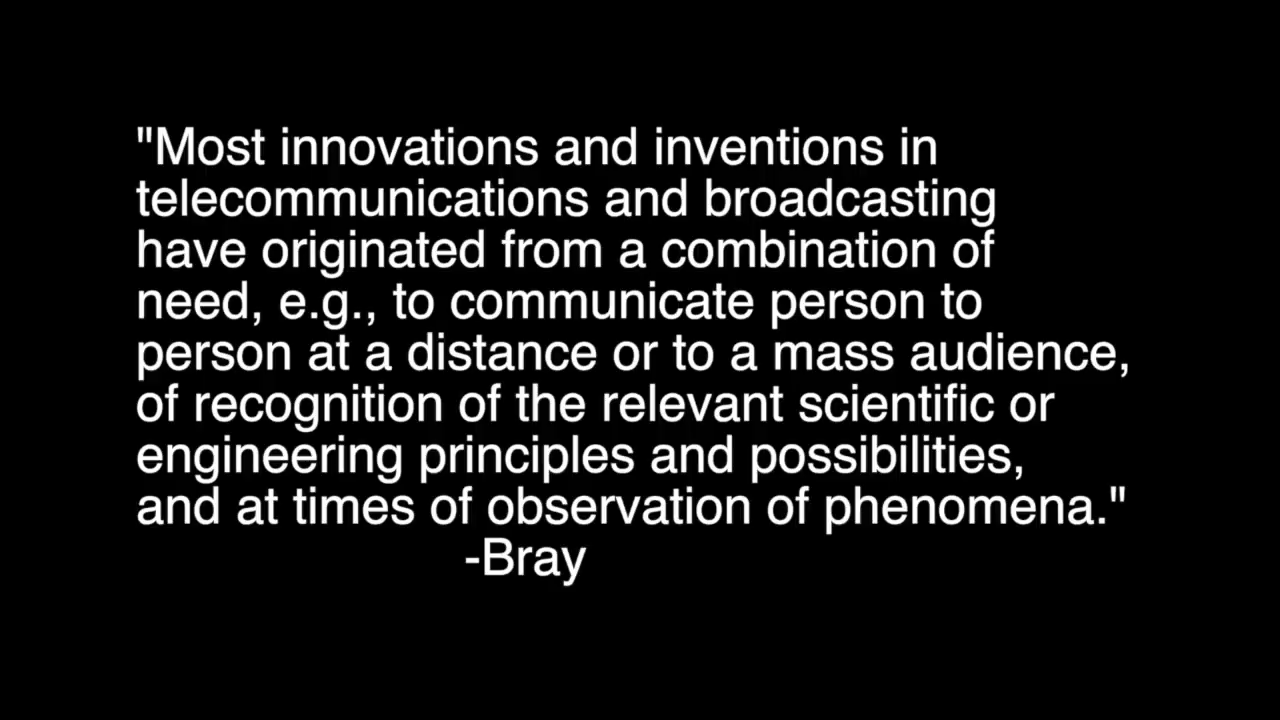 "Most innovations and inventions in
telecommunications and broadcasting
have originated from a combination of
need, e.g., to communicate person to
person at a distance or to a mass audience,
of recognition of the relevant scientific or
engineering principles and possibilities,
and at times of observation of phenomena."
-Bray